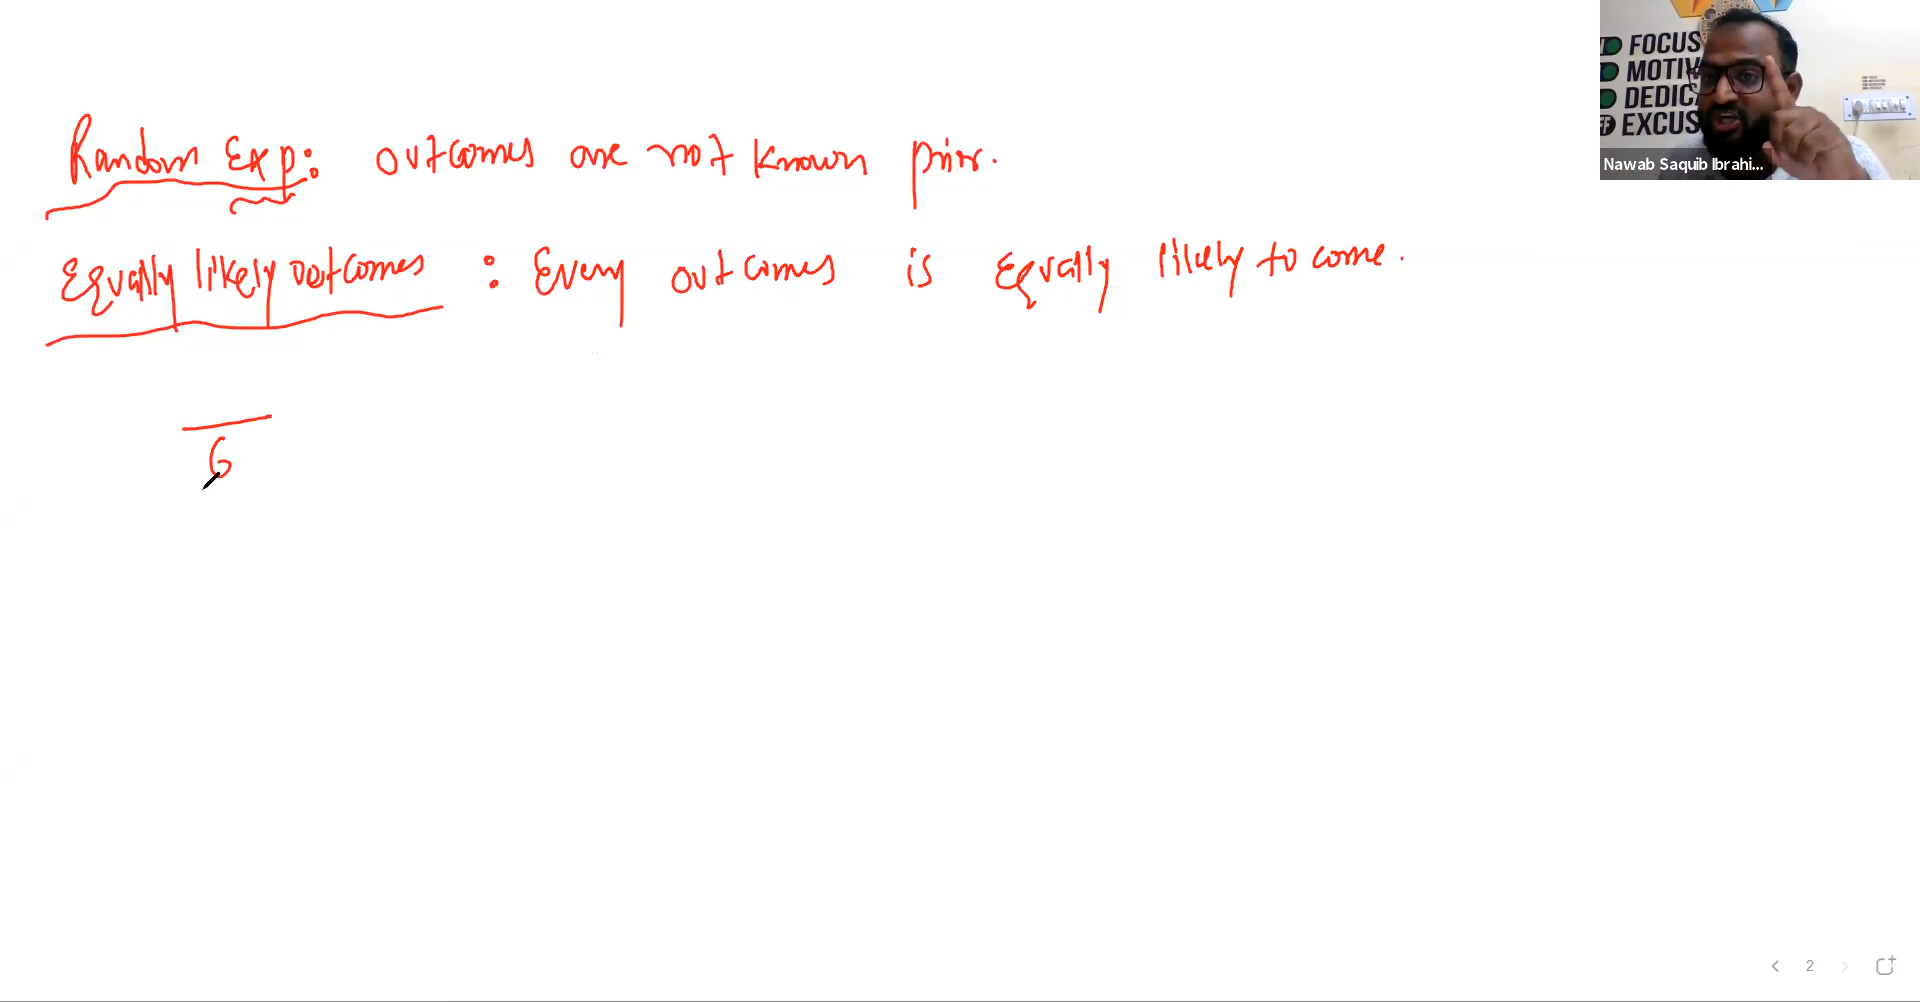 Random Exp: outcomes are not known prior.
Equally likely outcomes : Every outcomes is equally likely to come.
6
FOCUS
MOTIV
DEDICA
EXCUS
Nawab Saquib Ibrahi...
2